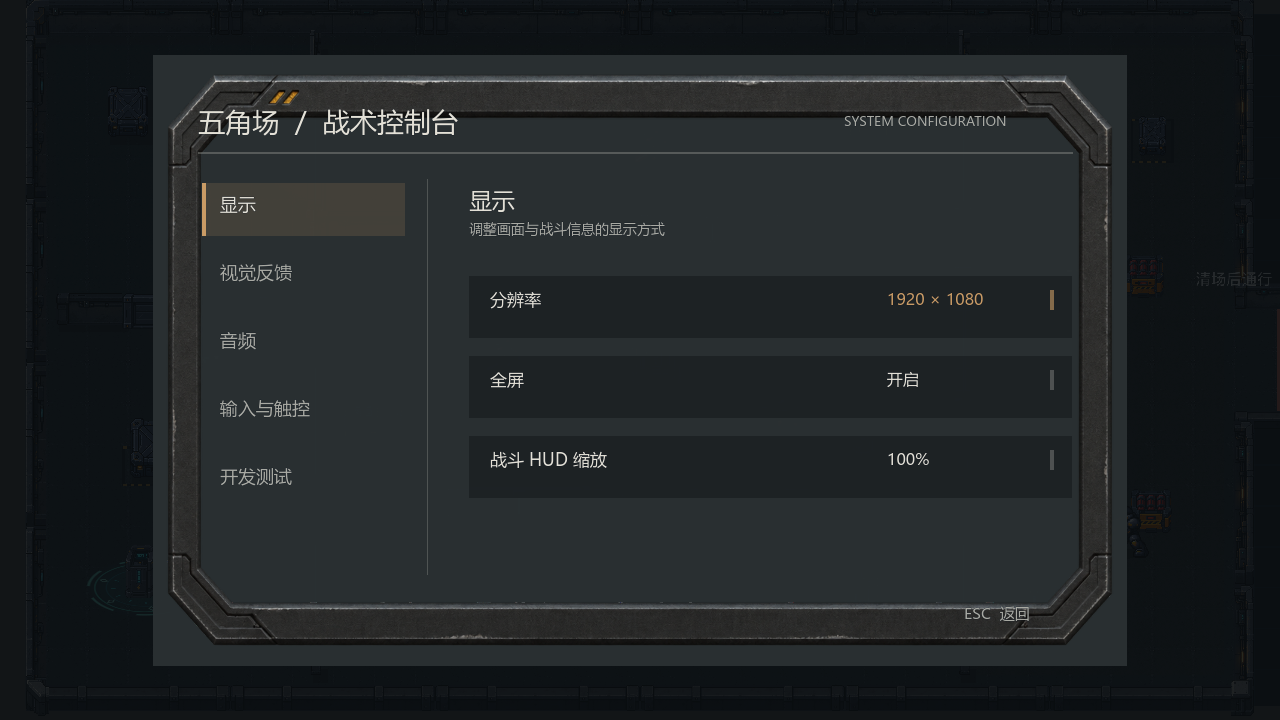 五角场 / 战术控制台
SYSTEM CONFIGURATION
显示
视觉反馈
音频
输入与触控
开发测试
显示
调整画面与战斗信息的显示方式
分辨率 1920 × 1080
全屏 开启
战斗 HUD 缩放 100%
清场后通行
ESC 返回